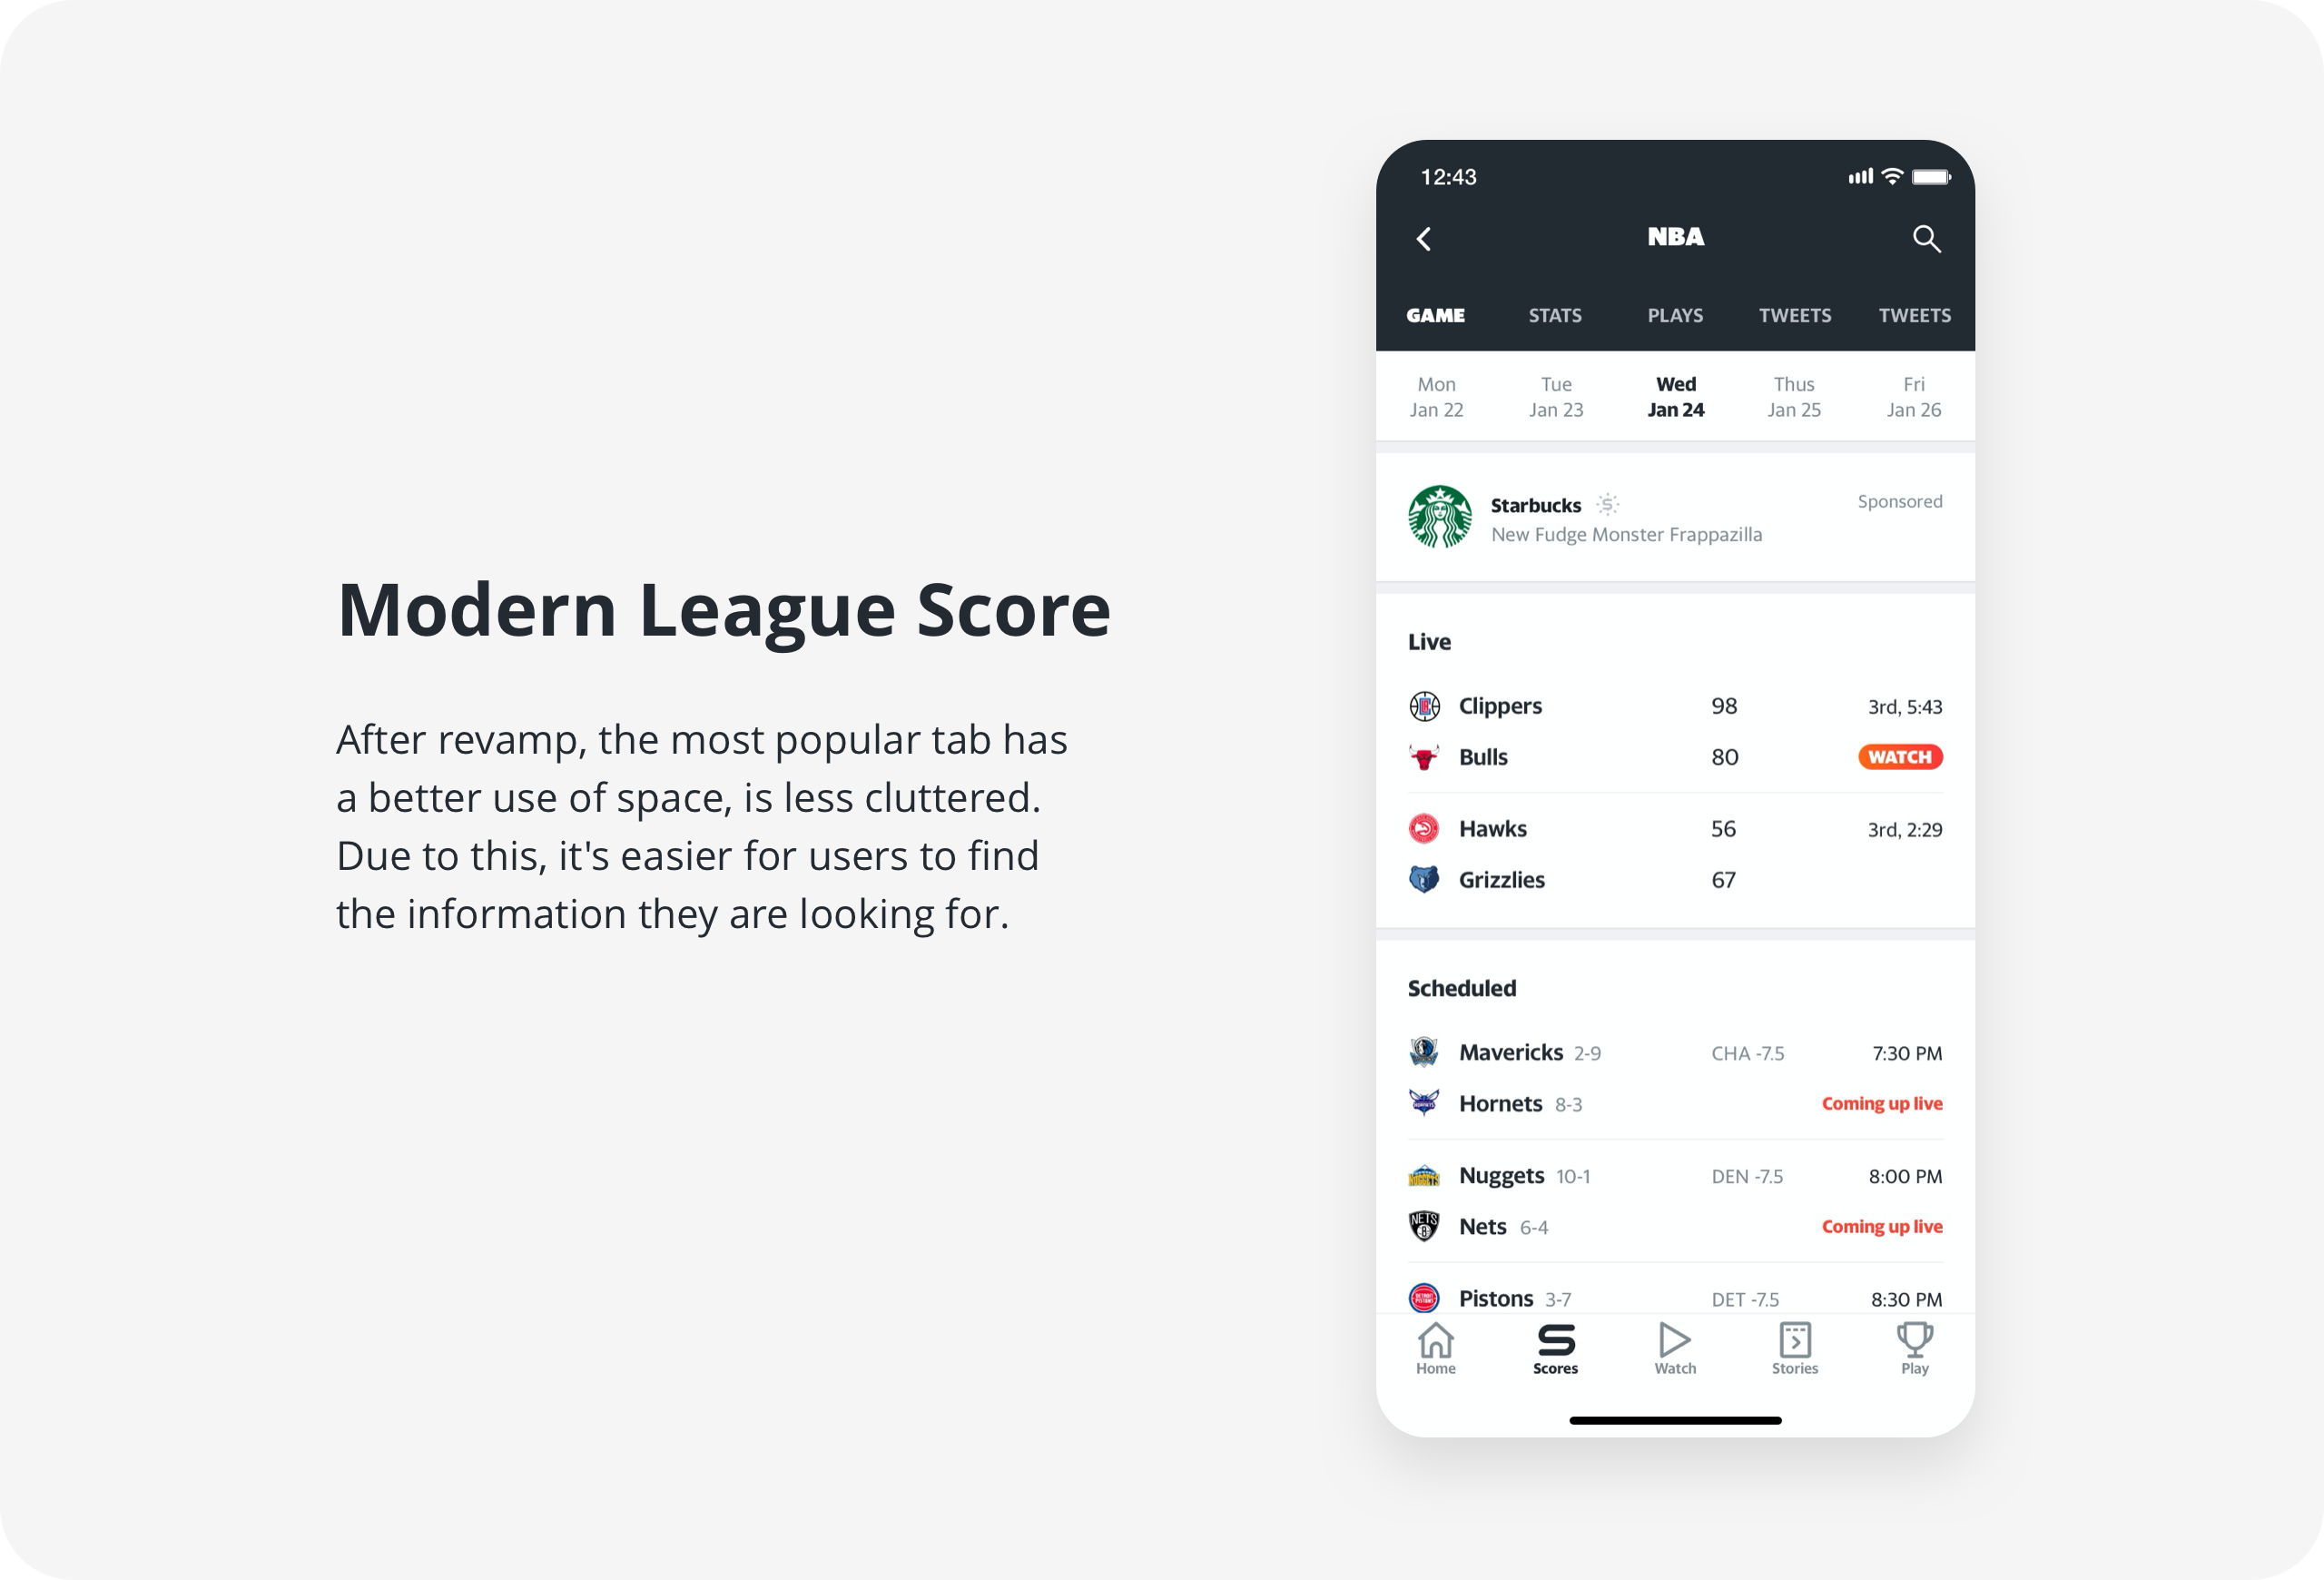 Modern League Score
After revamp, the most popular tab has
a better use of space, is less cluttered.
Due to this, it's easier for users to find
the information they are looking for.
12:43
NBA
GAME STATS PLAYS TWEETS TWEETS
Mon Tue Wed Thus Fri
Jan 22 Jan 23 Jan 24 Jan 25 Jan 26
Starbucks Sponsored
New Fudge Monster Frappazilla
Live
Clippers 98 3rd, 5:43
Bulls 80 WATCH
Hawks 56 3rd, 2:29
Grizzlies 67
Scheduled
Mavericks 2-9 CHA -7.5 7:30 PM
Hornets 8-3 Coming up live
Nuggets 10-1 DEN -7.5 8:00 PM
NETS
B
Nets 6-4 Coming up live
Pistons 3-7 DET -7.5 8:30 PM
Home Scores Watch Stories Play